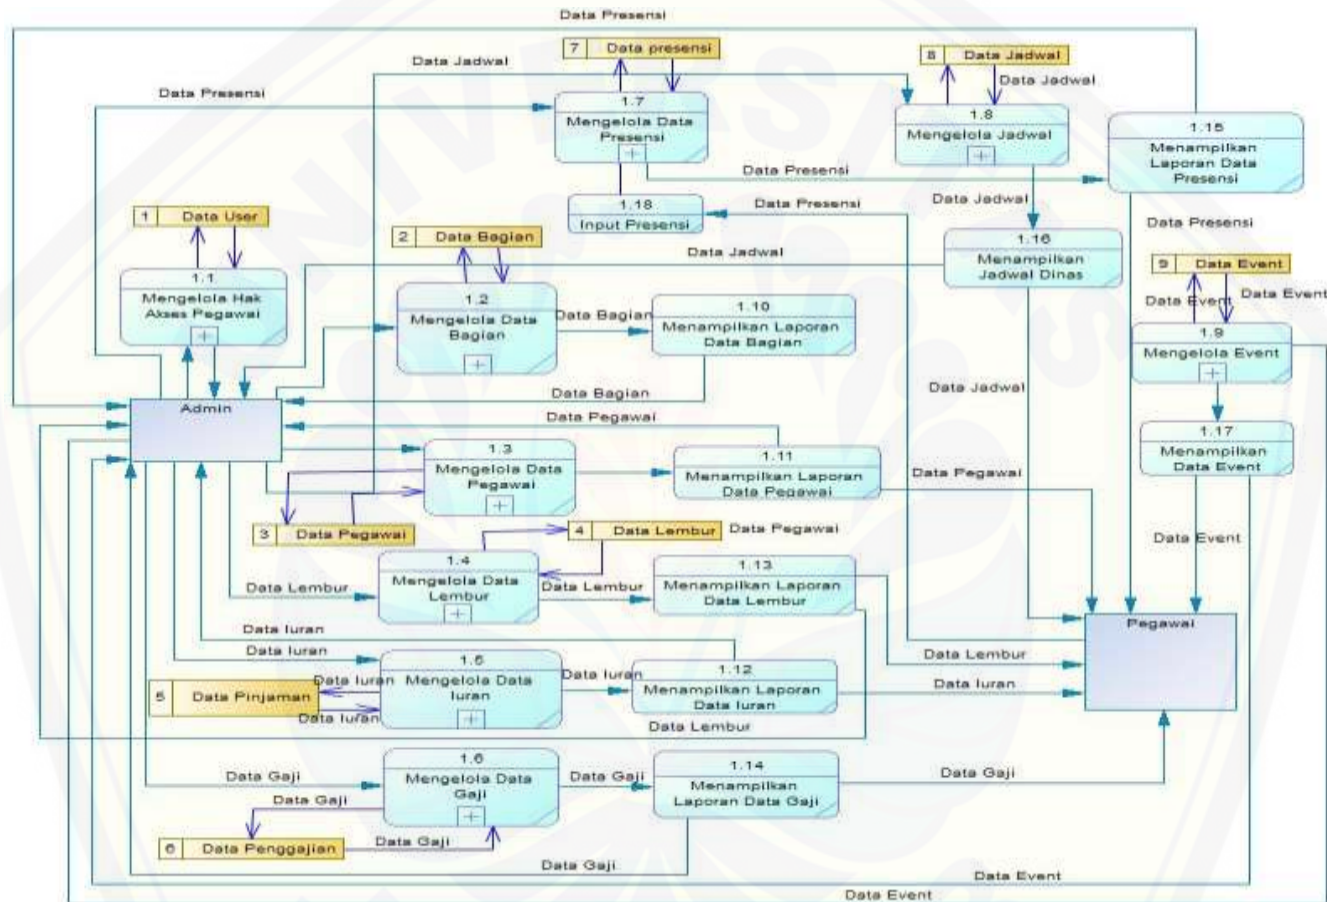 Data Presensi
7 Data presensi
8 Data Jadwal
Data Jadwal
Data Jadwal
Data Presensi
1.7
Mengelola Data
Presensi
1.8
Mengelola Jadwal
1.15
Menampilkan
Laporan Data
Presensi
Data Presensi
1.18
Input Presensi
Data Presensi
Data Jadwal
Data Presensi
1 Data User
2 Data Bagian
Data Jadwal
1.16
Menampilkan
Jadwal Dinas
9 Data Event
1.1
Mengelola Hak
Akses Pegawai
1.2
Mengelola Data
Bagian
Data Bagian
1.10
Menampilkan Laporan
Data Bagian
Data Event
Data Event
1.9
Mengelola Event
Data Bagian
Data Jadwal
Admin
Data Pegawai
1.3
Mengelola Data
Pegawai
1.11
Menampilkan Laporan
Data Pegawai
Data Pegawai
1.17
Menampilkan
Data Event
3 Data Pegawai
4 Data Lembur
Data Pegawai
Data Event
1.4
Mengelola Data
Lembur
Data Lembur
Data Lembur
1.13
Menampilkan Laporan
Data Lembur
Pegawai
Data Iuran
Data Iuran
1.5
Mengelola Data
Iuran
Data Iuran
Data Iuran
1.12
Menampilkan Laporan
Data Iuran
Data Lembur
Data Iuran
5 Data Pinjaman
Data Iuran
Data Lembur
1.6
Mengelola Data
Gaji
Data Gaji
Data Gaji
1.14
Menampilkan
Laporan Data Gaji
Data Gaji
Data Gaji
6 Data Penggajian
Data Gaji
Data Gaji
Data Event
Data Event